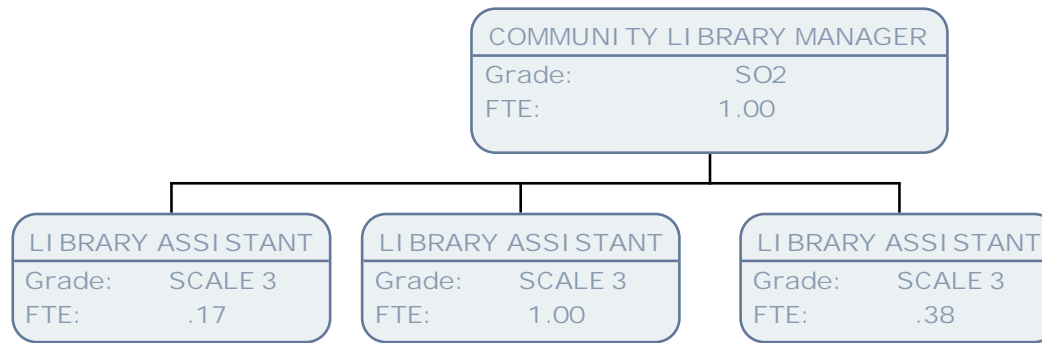 COMMUNITY LIBRARY MANAGER
Grade: SO2
FTE: 1.00
LIBRARY ASSISTANT
Grade: SCALE 3
FTE: .17
LIBRARY ASSISTANT
Grade: SCALE 3
FTE: 1.00
LIBRARY ASSISTANT
Grade: SCALE 3
FTE: .38